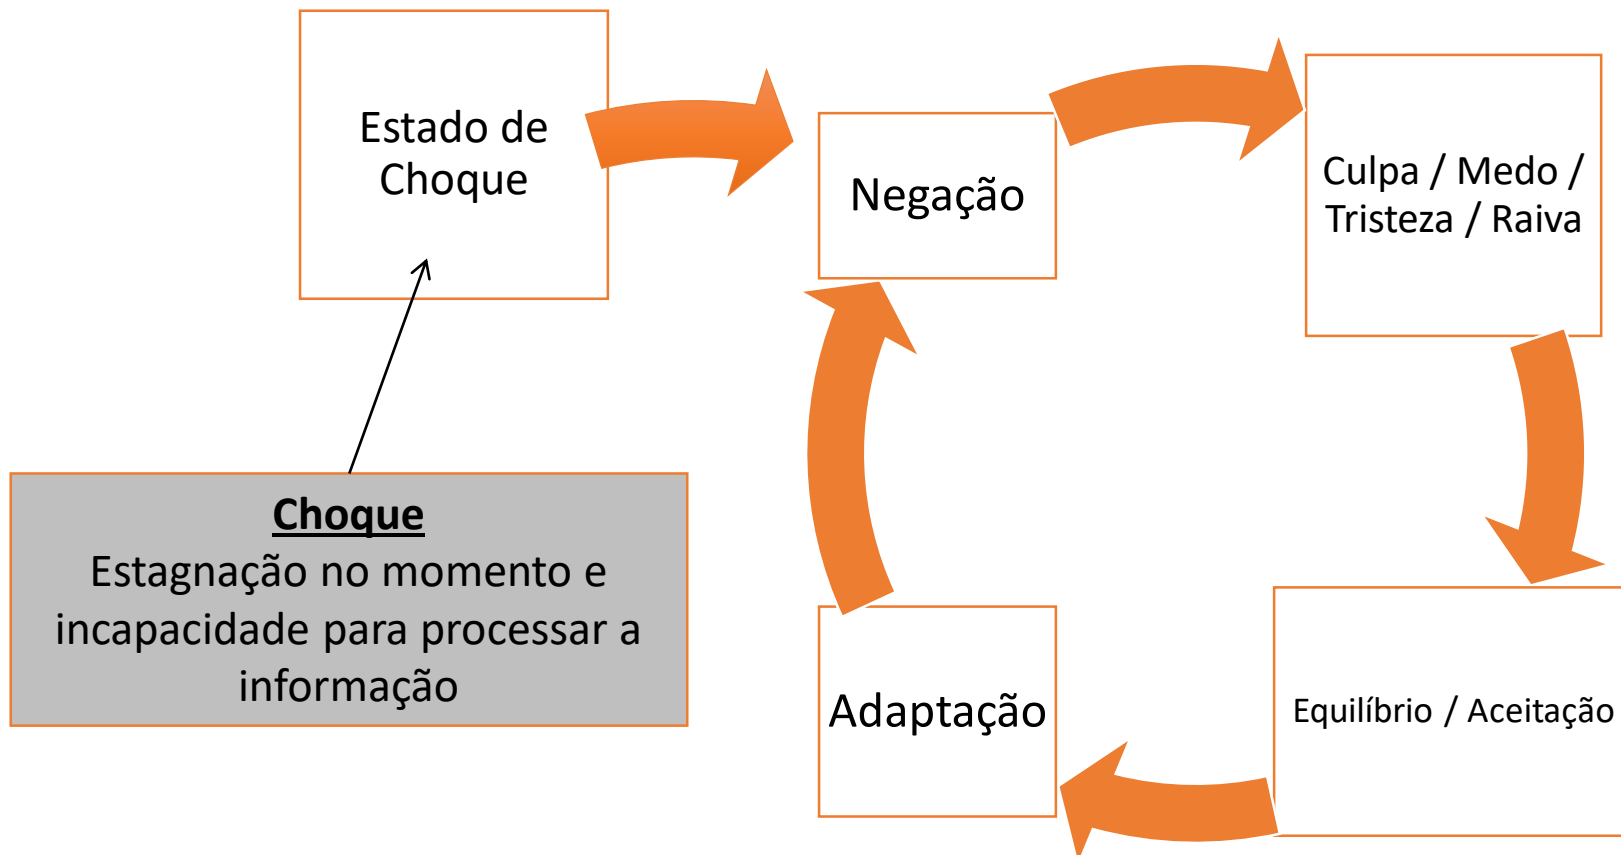 Estado de
Choque
Negação
Culpa / Medo /
Tristeza / Raiva
Choque
Estagnação no momento e
incapacidade para processar a
informação
Adaptação
Equilíbrio / Aceitação